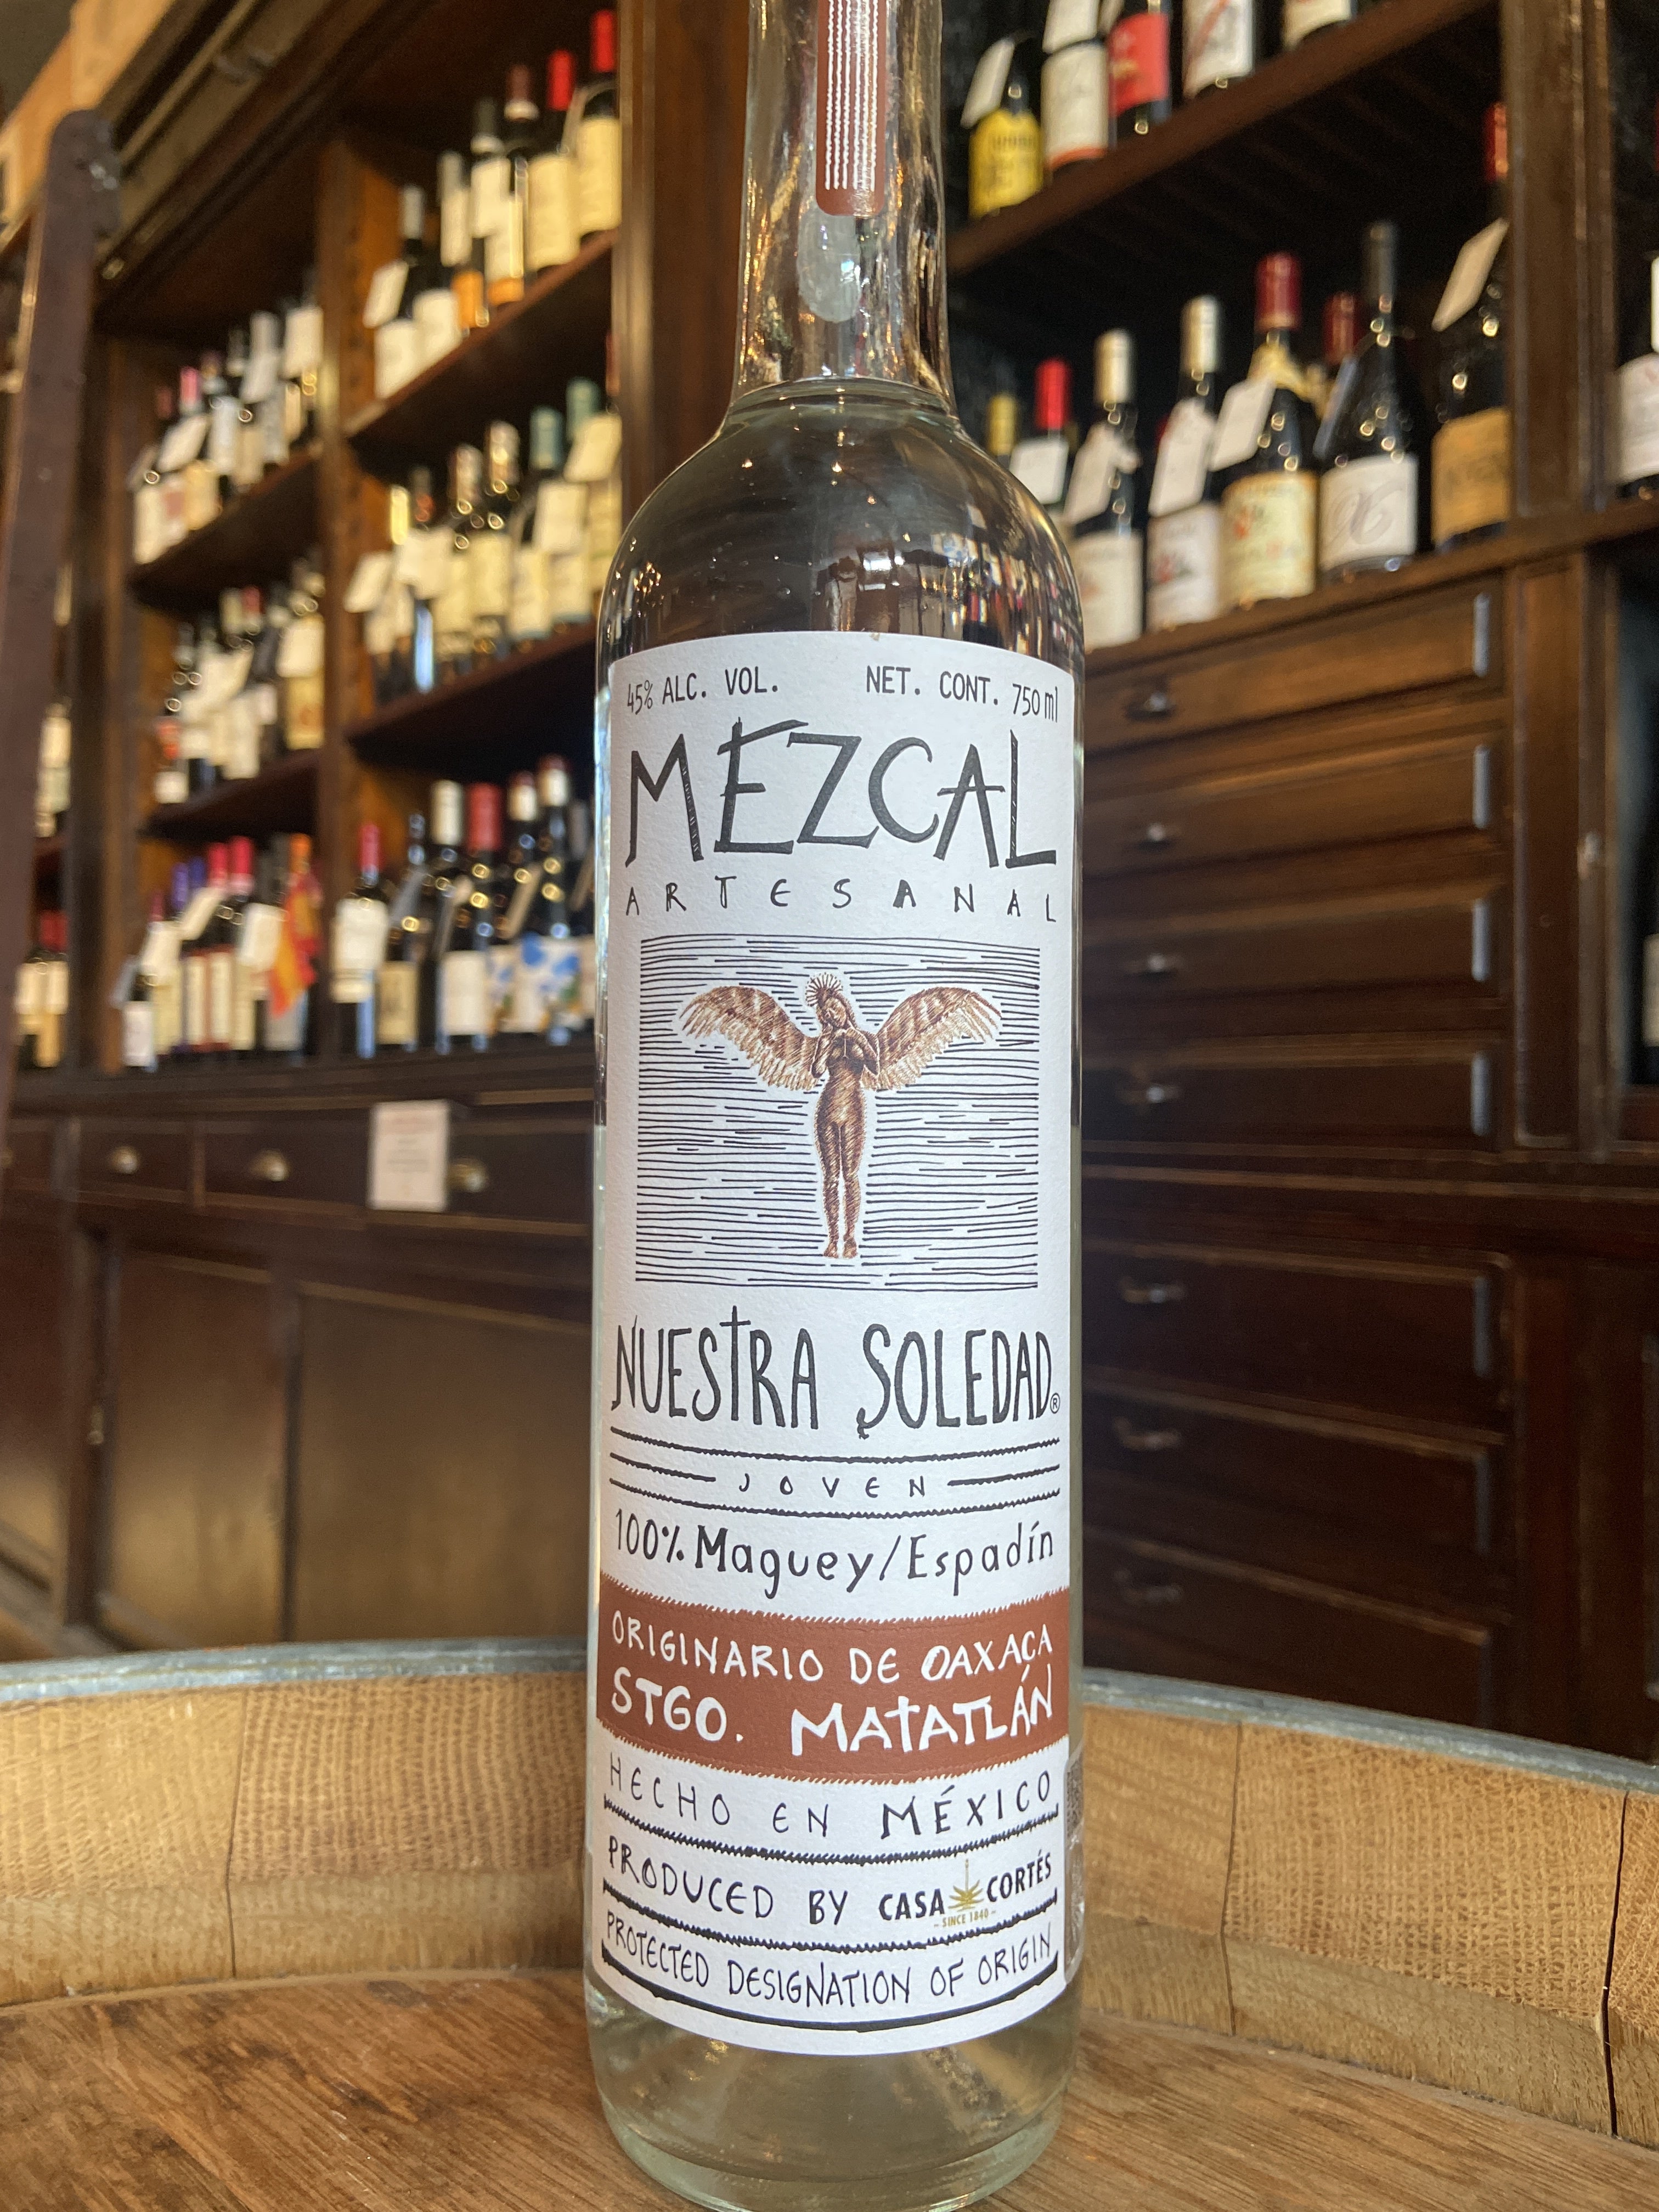 45% ALC. VOL. NET. CONT. 750 ml
MEZCAL
ARTESANAL
NUESTRA SOLEDAD®
JOVEN
100% Maguey/Espadín
ORIGINARIO DE OAXACA
STGO. MATATLÁN
HECHO EN MÉXICO
PRODUCED BY CASA CORTÉS
- SINCE 1840 -
PROTECTED DESIGNATION OF ORIGIN